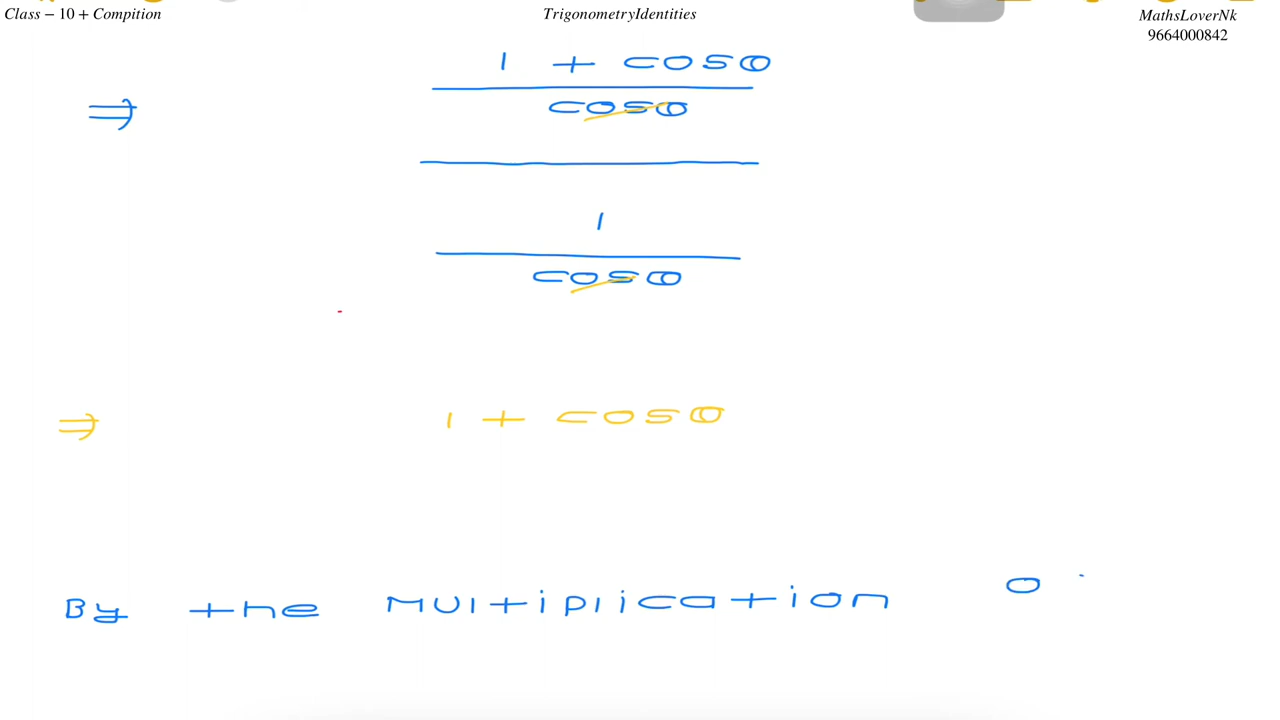 Class – 10 + Compition
TrigonometryIdentities
MathsLoverNk
9664000842
1 + cosθ
cosθ
⇒
1
cosθ
⇒ 1 + cosθ
By the Multiplication o